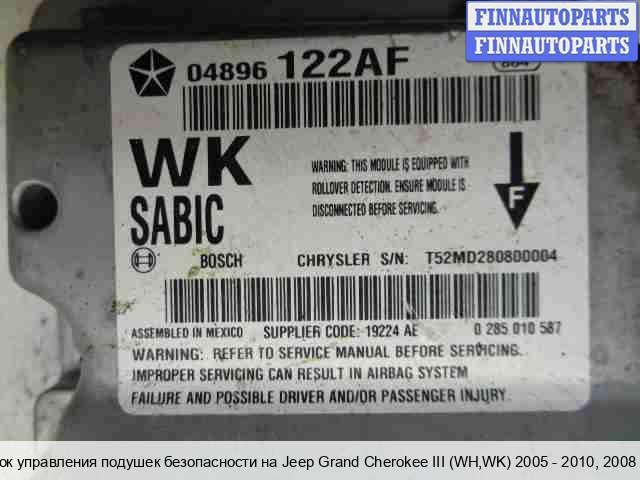 FINNAUTOPARTS
FINNAUTOPARTS
04896 122AF
WK
SABIC
WARNING: THIS MODULE IS EQUIPPED WITH
ROLLOVER DETECTION. ENSURE MODULE IS
DISCONNECTED BEFORE SERVICING.
F
BOSCH CHRYSLER S/N: T52MD280800004
ASSEMBLED IN MEXICO SUPPLIER CODE: 19224 AE 0 285 010 587
WARNING: REFER TO SERVICE MANUAL BEFORE SERVICING.
IMPROPER SERVICING CAN RESULT IN AIRBAG SYSTEM
FAILURE AND POSSIBLE DRIVER AND/OR PASSENGER INJURY.
ок управления подушек безопасности на Jeep Grand Cherokee III (WH,WK) 2005 - 2010, 2008